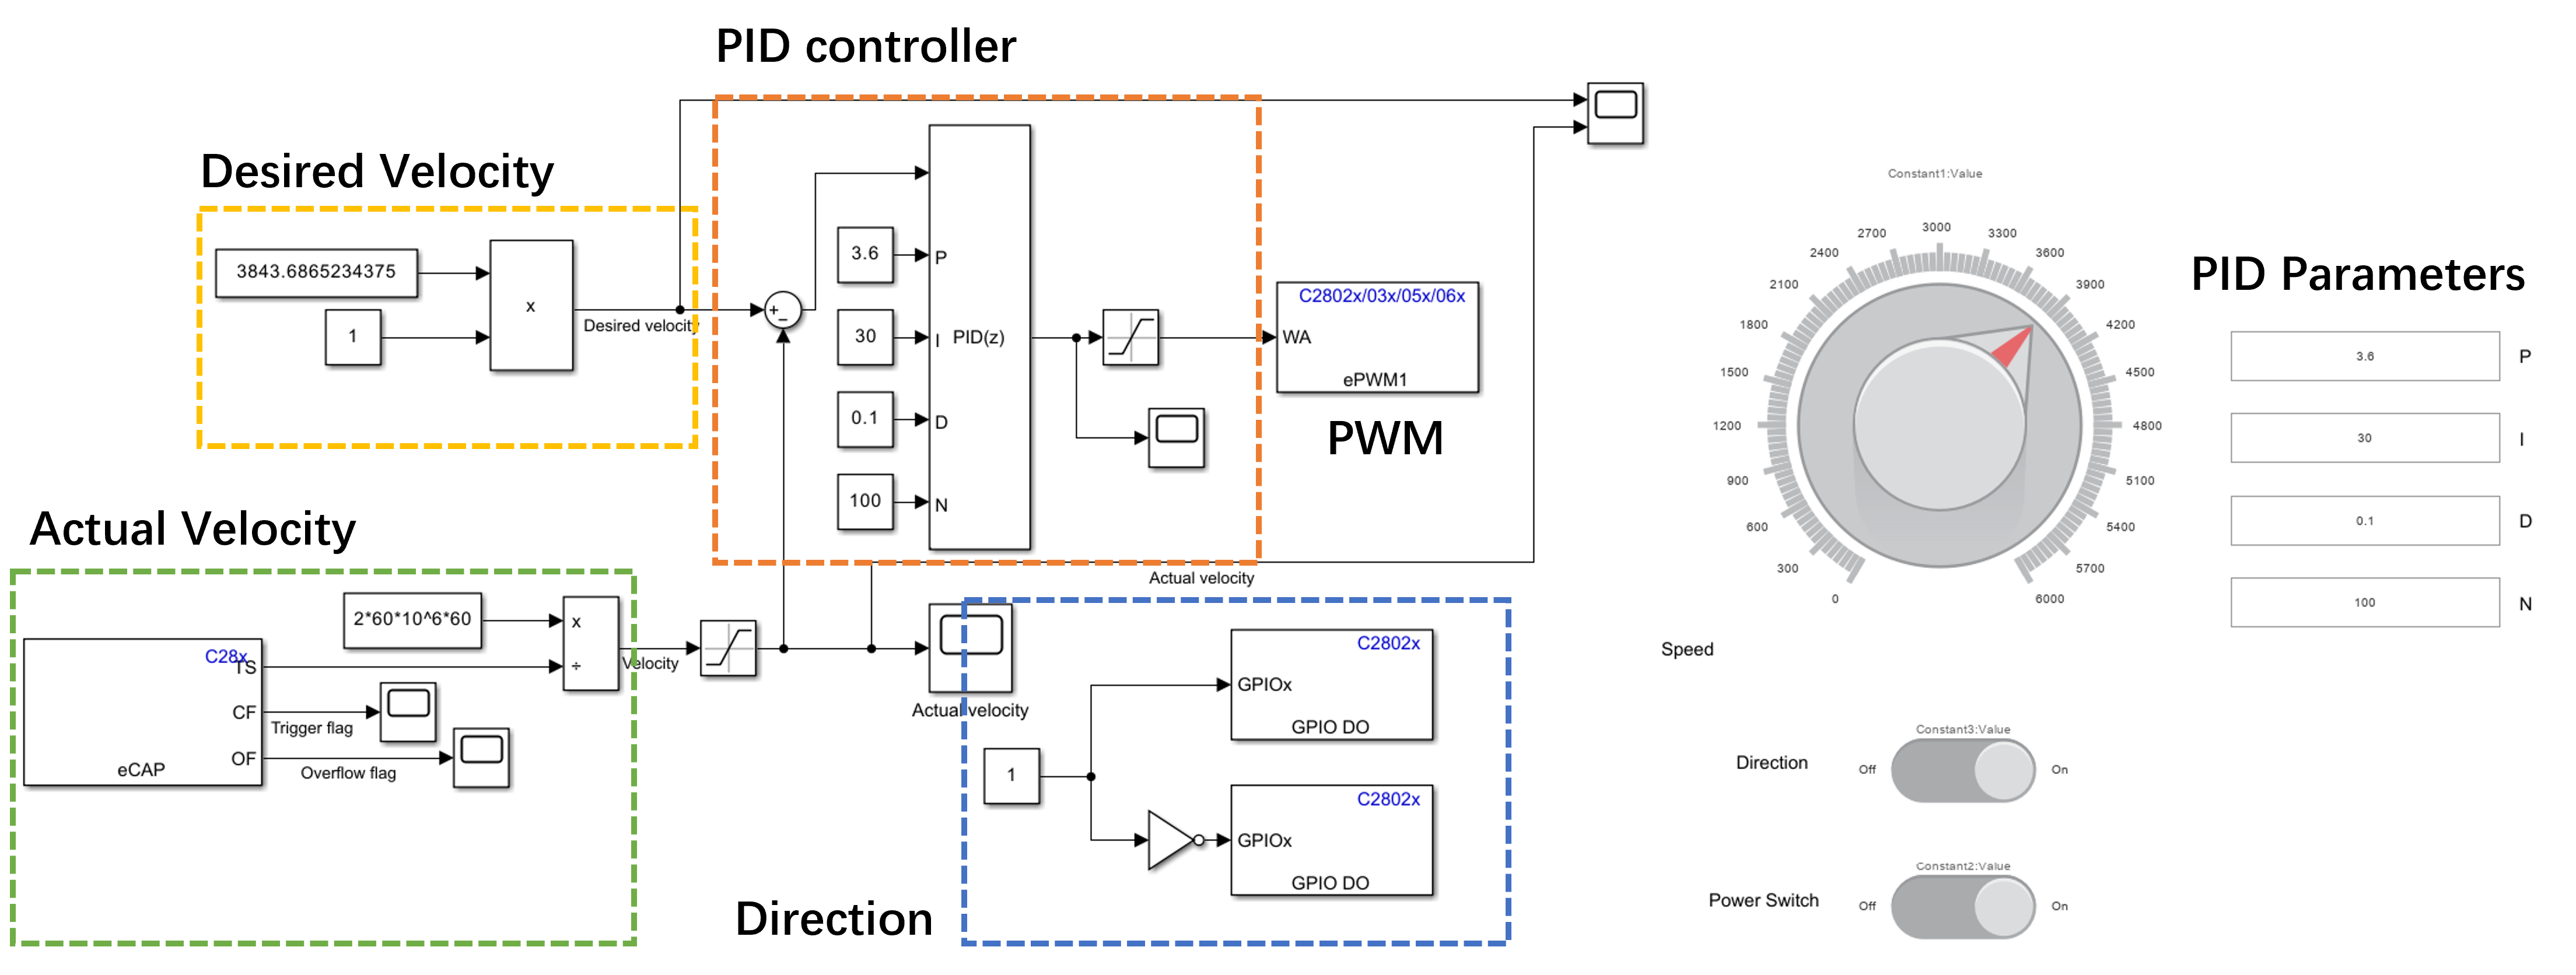 PID controller
Desired Velocity
3843.6865234375
1
x
Desired velocity
+
−
P
I
D
N
3.6
30
0.1
100
PID(z)
C2802x/03x/05x/06x
WA
ePWM1
PWM
Actual Velocity
2*60*10^6*60
x
÷
C28x
TS
CF
OF
eCAP
Trigger flag
Overflow flag
Velocity
Actual velocity
Actual velocity
Direction
1
C2802x
GPIOx
GPIO DO
C2802x
GPIOx
GPIO DO
Constant1:Value
0
300
600
900
1200
1500
1800
2100
2400
2700
3000
3300
3600
3900
4200
4500
4800
5100
5400
5700
6000
Speed
PID Parameters
3.6 P
30 I
0.1 D
100 N
Constant3:Value
Direction Off On
Constant2:Value
Power Switch Off On